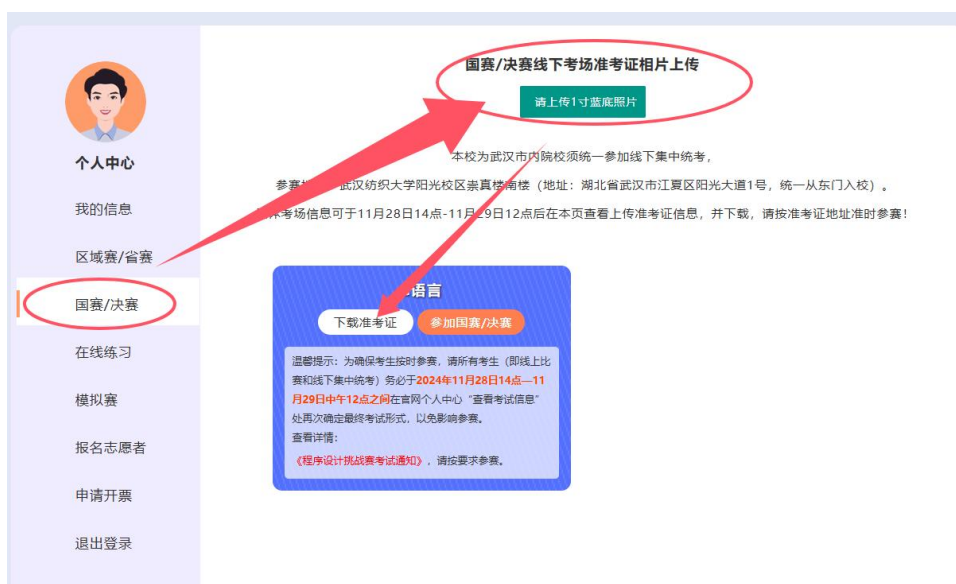 国赛/决赛线下考场准考证相片上传
请上传1寸蓝底照片
本校为武汉市内院校须统一参加线下集中统考，
参赛 武汉纺织大学阳光校区崇真楼南楼（地址：湖北省武汉市江夏区阳光大道1号，统一从东门入校）。
考场信息可于11月28日14点-11月29日12点后在本页查看上传准考证信息，并下载，请按准考证地址准时参赛！
个人中心
我的信息
区域赛/省赛
国赛/决赛
在线练习
模拟赛
报名志愿者
申请开票
退出登录
语言
下载准考证
参加国赛/决赛
温馨提示：为确保考生按时参赛，请所有考生（即线上比
赛和线下集中统考）务必于2024年11月28日14点—11
月29日中午12点之间在官网个人中心“查看考试信息”
处再次确定最终考试形式，以免影响参赛。
查看详情：
《程序设计挑战赛考试通知》，请按要求参赛。